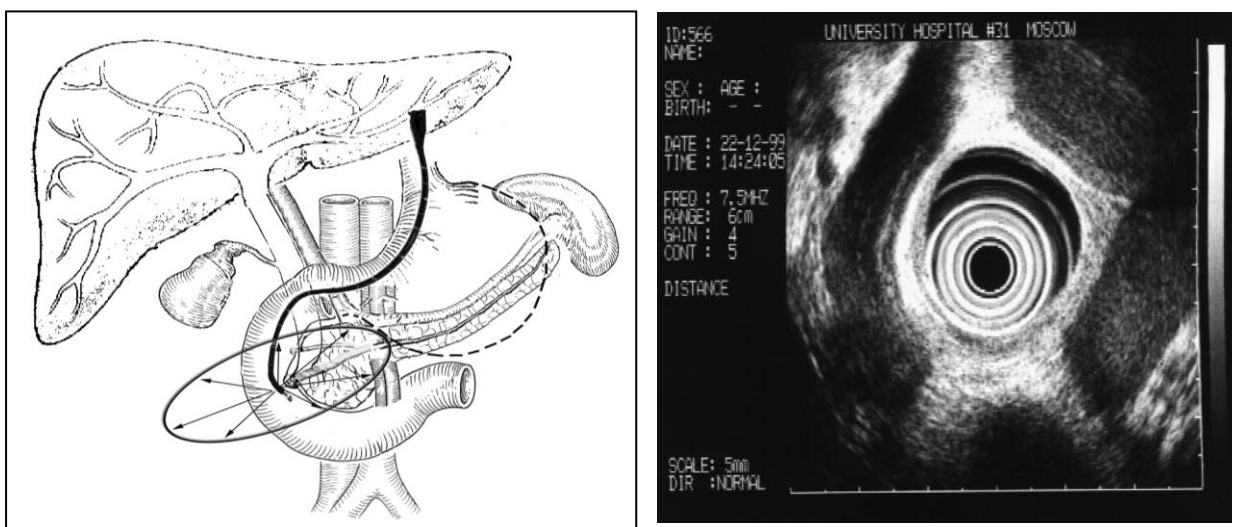 ID:566 UNIVERSITY HOSPITAL #31 MOSCOW
NAME:
SEX : AGE :
BIRTH: - -
DATE : 22-12-99
TIME : 14:24:05
FREQ : 7.5MHZ
RANGE: 6cm
GAIN : 4
CONT : 5
DISTANCE
SCALE: 5mm
DIR :NORMAL